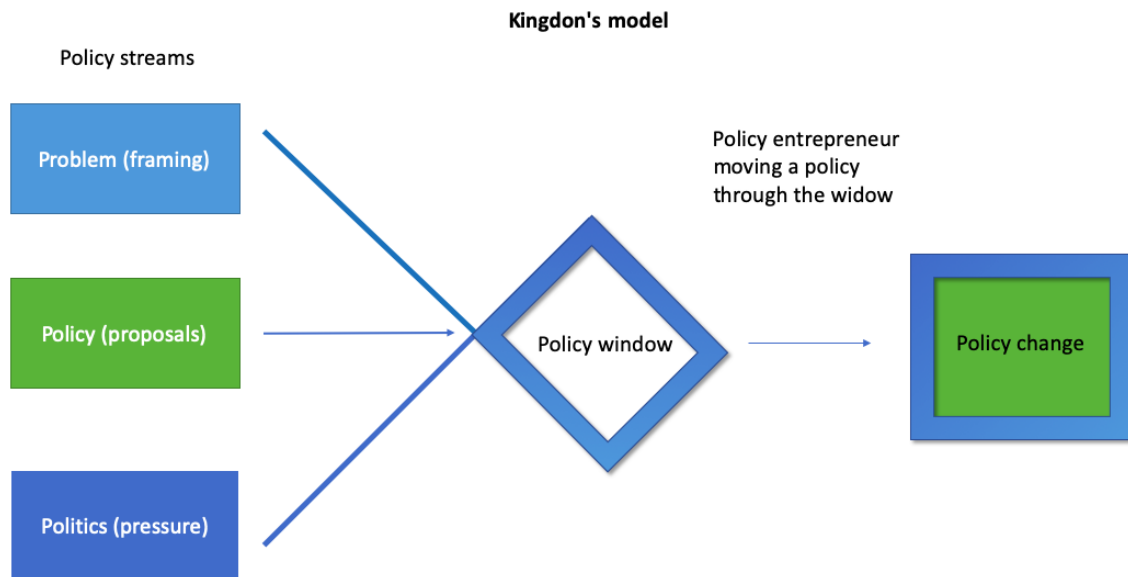 Kingdon's model
Policy streams
Problem (framing)
Policy (proposals)
Politics (pressure)
Policy window
Policy entrepreneur
moving a policy
through the widow
Policy change